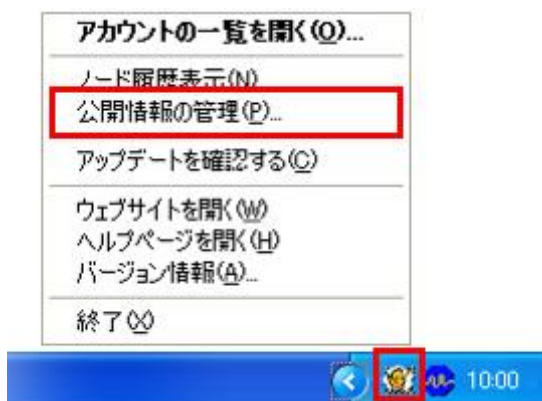 アカウントの一覧を開く(O)...
ノード履歴表示(N)
公開情報の管理(P)...
アップデートを確認する(C)
ウェブサイトを開く(W)
ヘルプページを開く(H)
バージョン情報(A)...
終了(X)
10:00